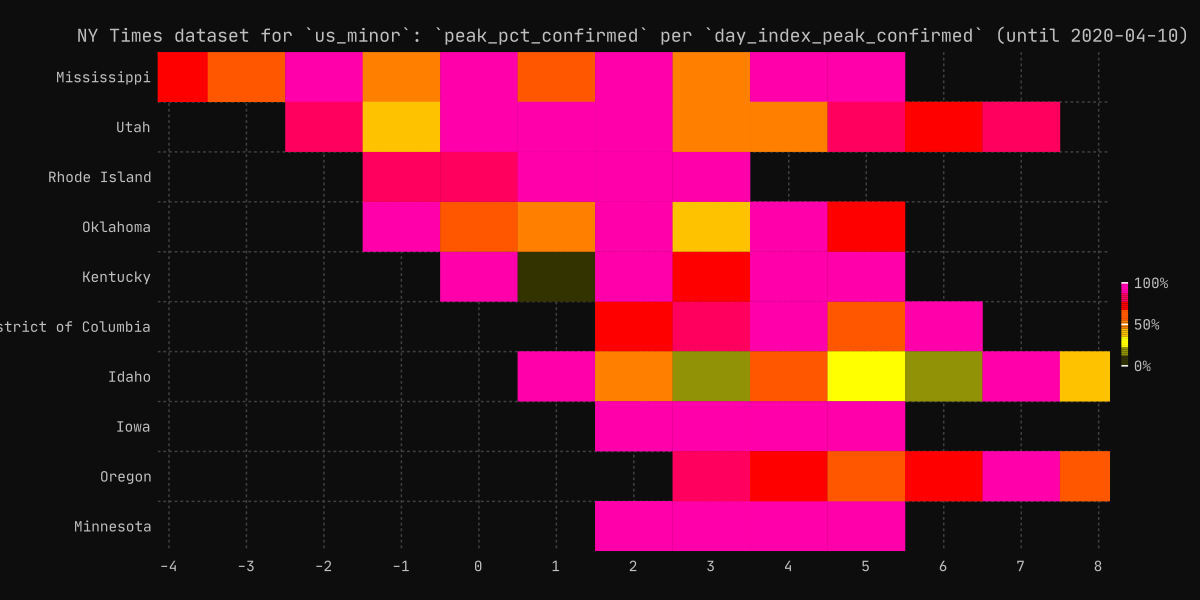 NY Times dataset for `us_minor`: `peak_pct_confirmed` per `day_index_peak_confirmed` (until 2020-04-10)
Mississippi
Utah
Rhode Island
Oklahoma
Kentucky
strict of Columbia
Idaho
Iowa
Oregon
Minnesota
100%
50%
0%
-4 -3 -2 -1 0 1 2 3 4 5 6 7 8